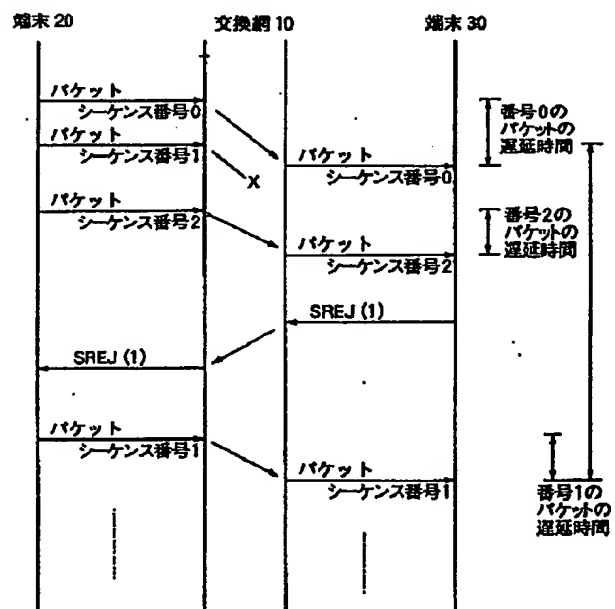 端末20
交換網10
端末30
パケット
シーケンス番号0
パケット
シーケンス番号1
X
パケット
シーケンス番号0
パケット
シーケンス番号2
パケット
シーケンス番号2
SREJ (1)
SREJ (1)
パケット
シーケンス番号1
パケット
シーケンス番号1
番号0の
パケットの
遅延時間
番号2の
パケットの
遅延時間
番号1の
パケットの
遅延時間